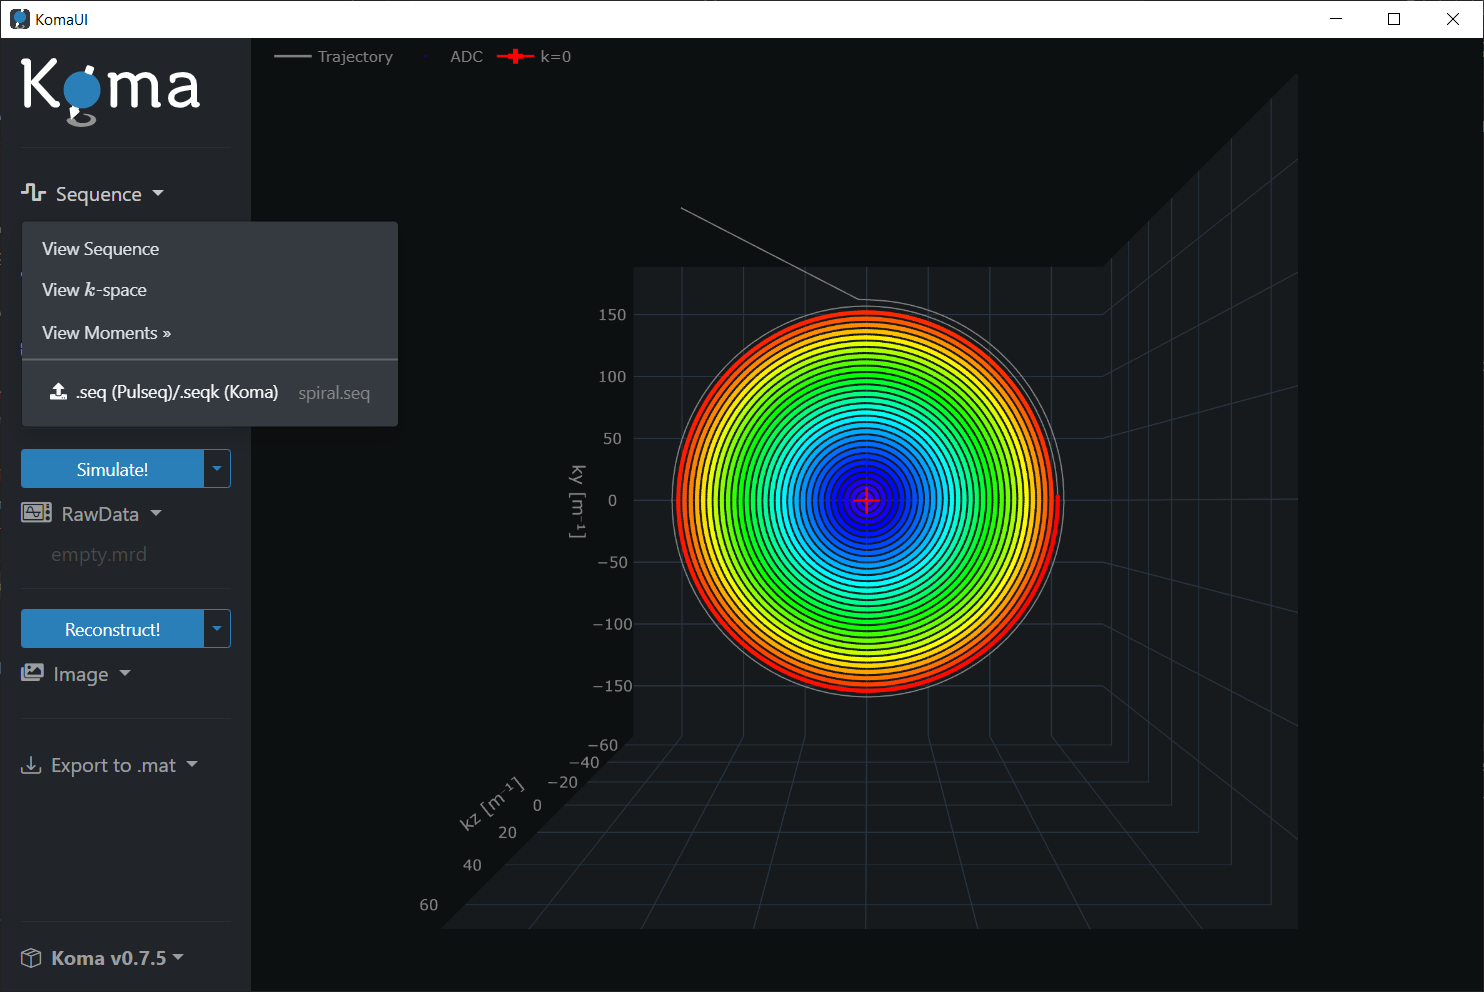 KomaUI
Koma
Trajectory ADC k=0
Sequence
View Sequence
View k-space
View Moments »
.seq (Pulseq)/.seqk (Koma) spiral.seq
Simulate!
RawData
empty.mrd
Reconstruct!
Image
Export to .mat
Koma v0.7.5
150
100
50
0
−50
−100
−150
ky [m⁻¹]
−60
−40
−20
0
20
40
60
kz [m⁻¹]